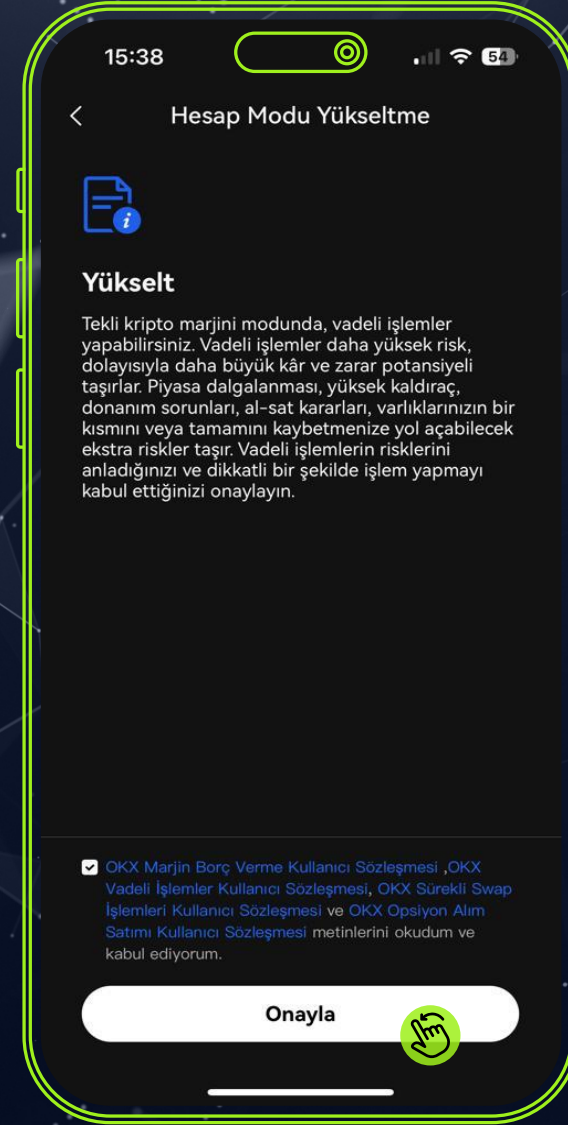 15:38
54
Hesap Modu Yükseltme
Yükselt
Tekli kripto marjini modunda, vadeli işlemler
yapabilirsiniz. Vadeli işlemler daha yüksek risk,
dolayısıyla daha büyük kâr ve zarar potansiyeli
taşırlar. Piyasa dalgalanması, yüksek kaldıraç,
donanım sorunları, al-sat kararları, varlıklarınızın bir
kısmını veya tamamını kaybetmenize yol açabilecek
ekstra riskler taşır. Vadeli işlemlerin risklerini
anladığınızı ve dikkatli bir şekilde işlem yapmayı
kabul ettiğinizi onaylayın.
OKX Marjin Borç Verme Kullanıcı Sözleşmesi ,OKX
Vadeli İşlemler Kullanıcı Sözleşmesi, OKX Sürekli Swap
İşlemleri Kullanıcı Sözleşmesi ve OKX Opsiyon Alım
Satımı Kullanıcı Sözleşmesi metinlerini okudum ve
kabul ediyorum.
Onayla